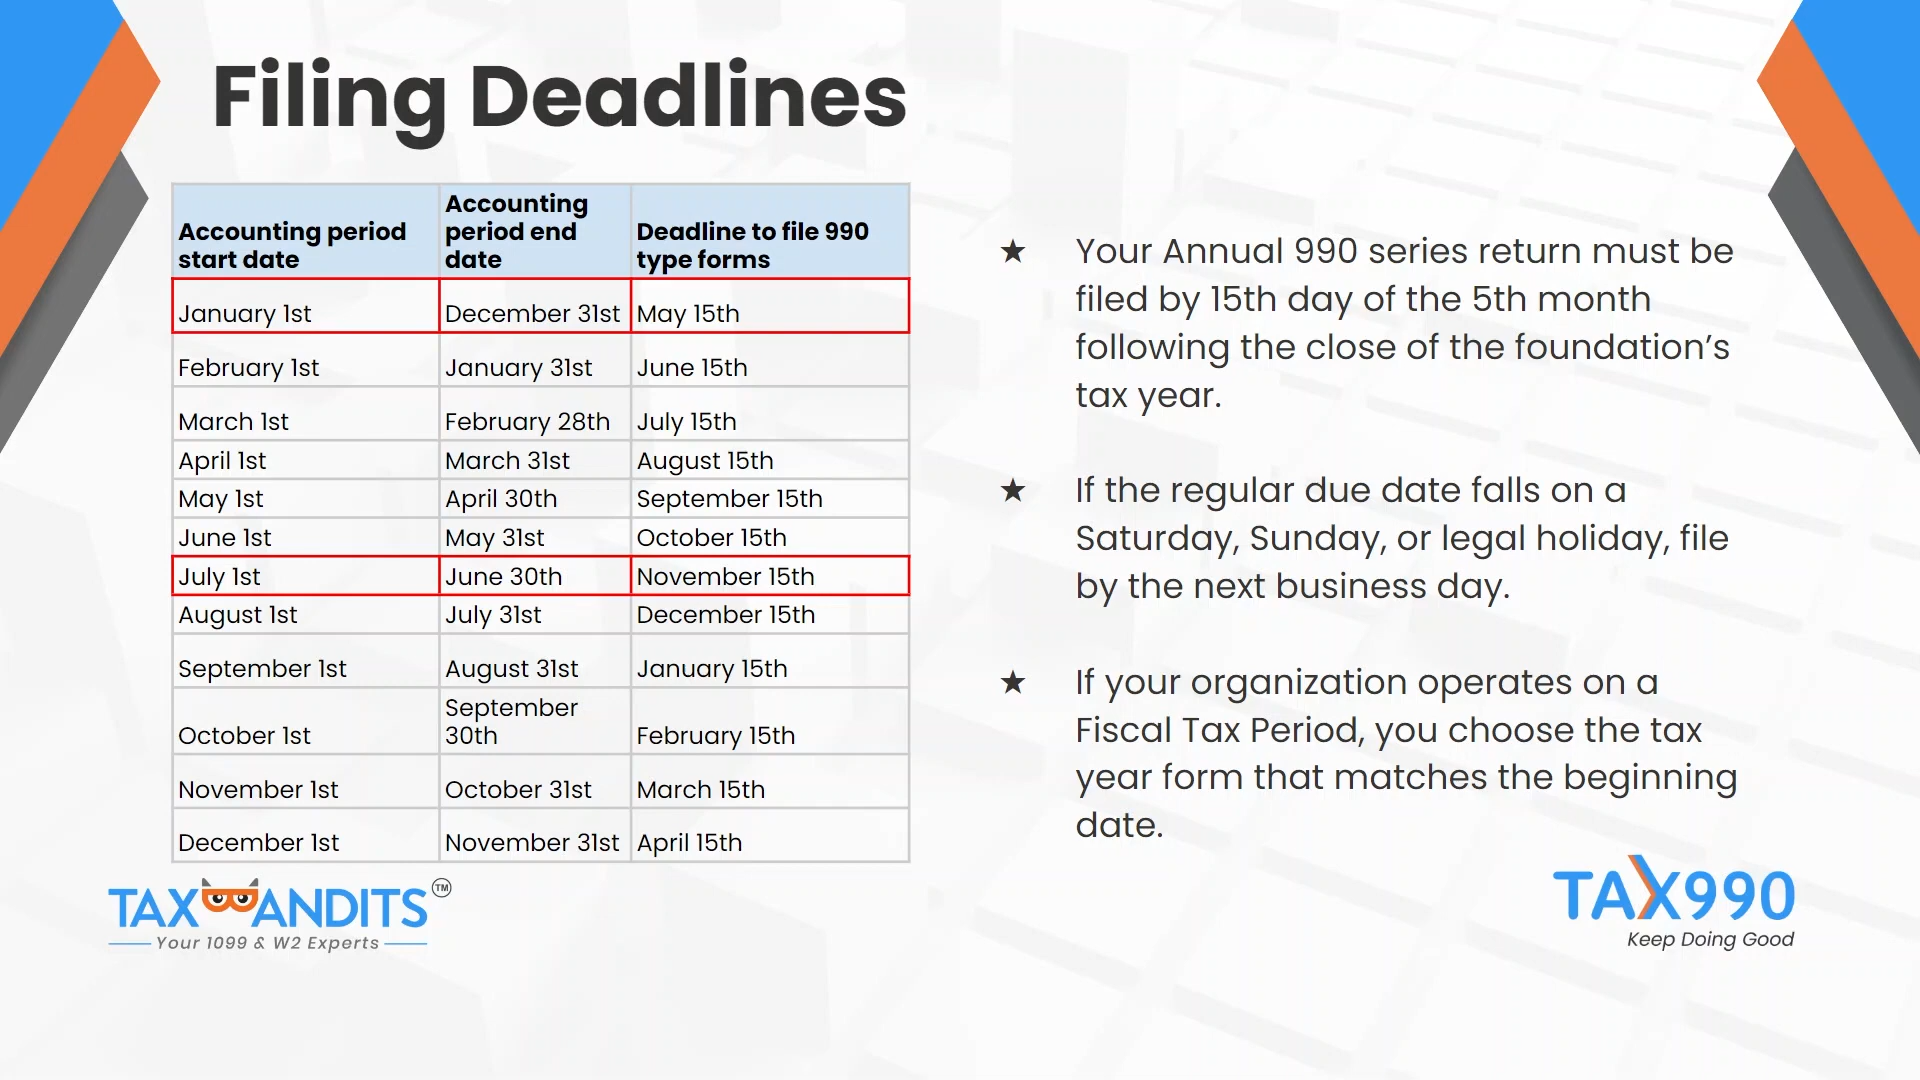 Filing Deadlines
Accounting period
start date
Accounting
period end
date
Deadline to file 990
type forms
January 1st December 31st May 15th
February 1st January 31st June 15th
March 1st February 28th July 15th
April 1st March 31st August 15th
May 1st April 30th September 15th
June 1st May 31st October 15th
July 1st June 30th November 15th
August 1st July 31st December 15th
September 1st August 31st January 15th
October 1st September
30th February 15th
November 1st October 31st March 15th
December 1st November 31st April 15th
★ Your Annual 990 series return must be
filed by 15th day of the 5th month
following the close of the foundation’s
tax year.
★ If the regular due date falls on a
Saturday, Sunday, or legal holiday, file
by the next business day.
★ If your organization operates on a
Fiscal Tax Period, you choose the tax
year form that matches the beginning
date.
TAXBANDITS TM
Your 1099 & W2 Experts
TAX990
Keep Doing Good